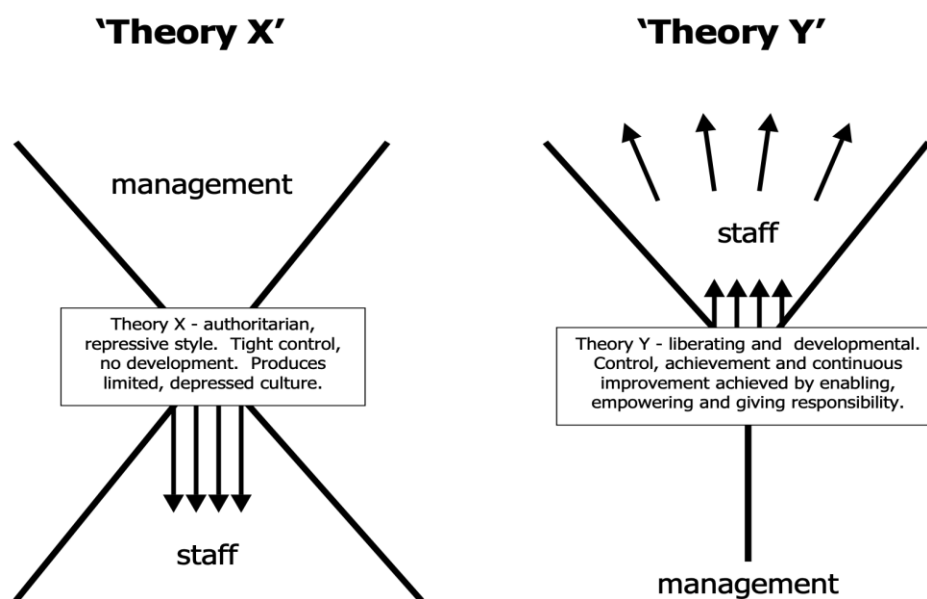 ‘Theory X’
management
Theory X - authoritarian,
repressive style. Tight control,
no development. Produces
limited, depressed culture.
staff
‘Theory Y’
staff
Theory Y - liberating and developmental.
Control, achievement and continuous
improvement achieved by enabling,
empowering and giving responsibility.
management